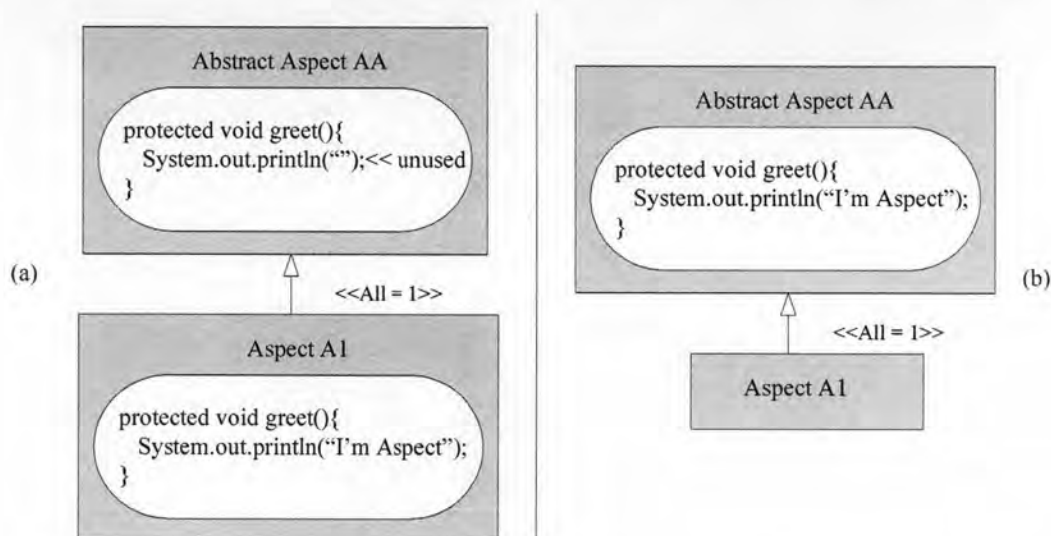 (a)
Abstract Aspect AA
protected void greet(){
System.out.println(“”);<< unused
}
<<All = 1>>
Aspect A1
protected void greet(){
System.out.println(“I’m Aspect”);
}
(b)
Abstract Aspect AA
protected void greet(){
System.out.println(“I’m Aspect”);
}
<<All = 1>>
Aspect A1